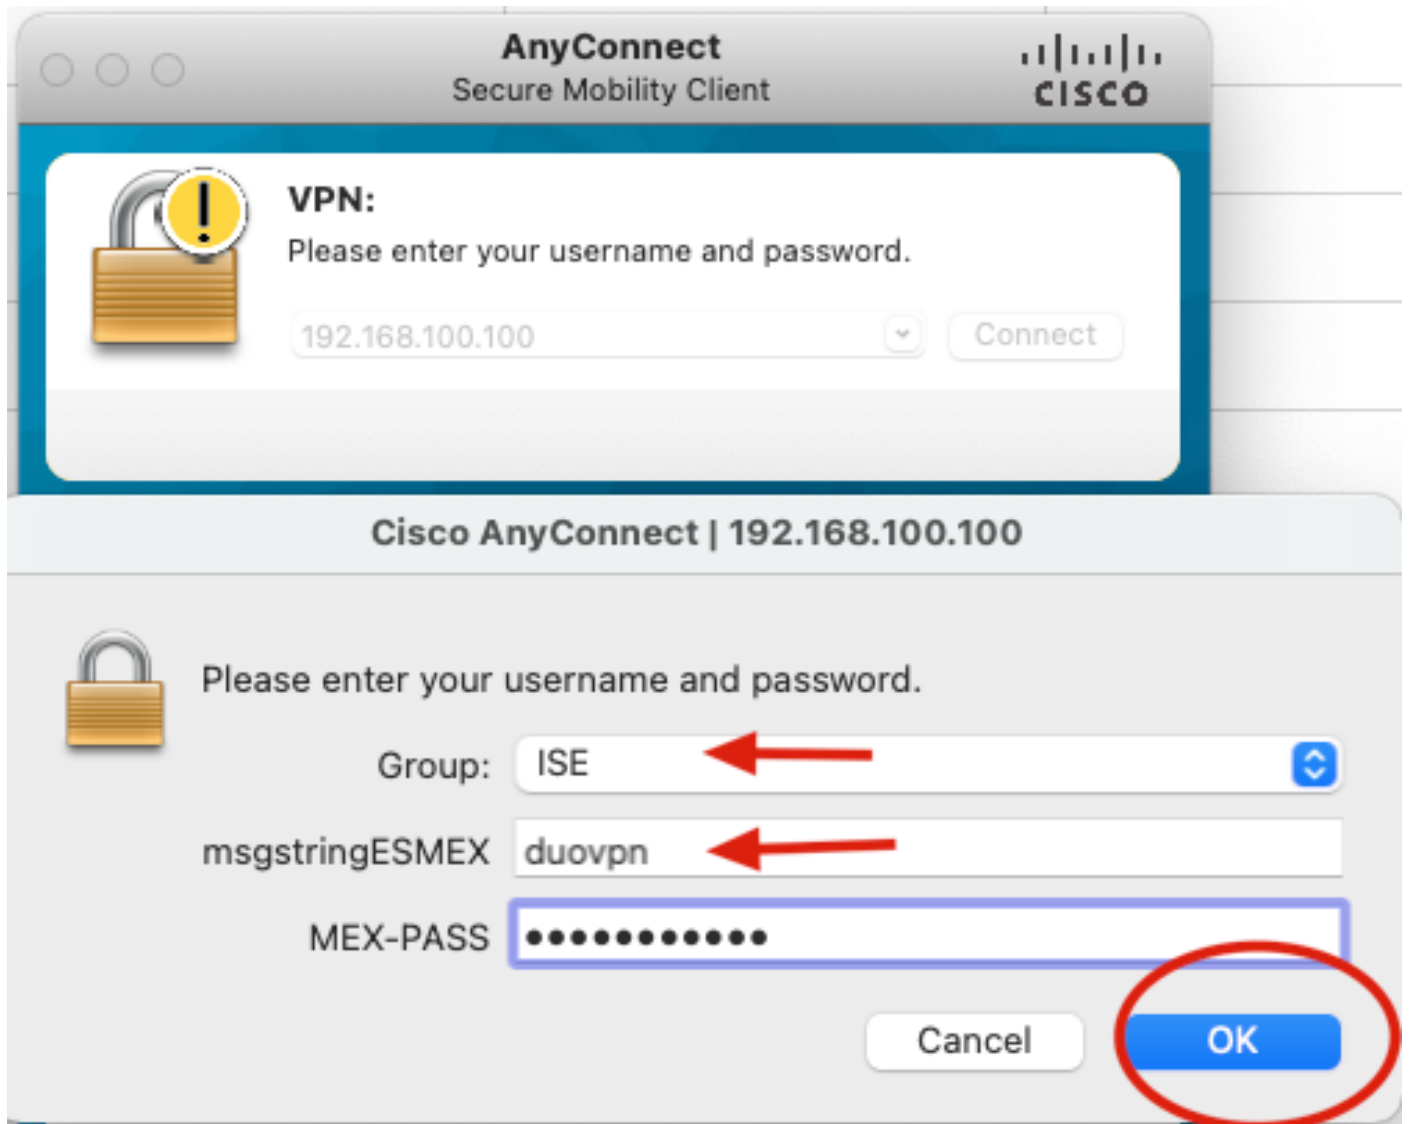 AnyConnect
Secure Mobility Client
CISCO
VPN:
Please enter your username and password.
192.168.100.100
Connect
Cisco AnyConnect | 192.168.100.100
Please enter your username and password.
Group: ISE
msgstringESMEX duovpn
MEX-PASS •••••••••••
Cancel OK